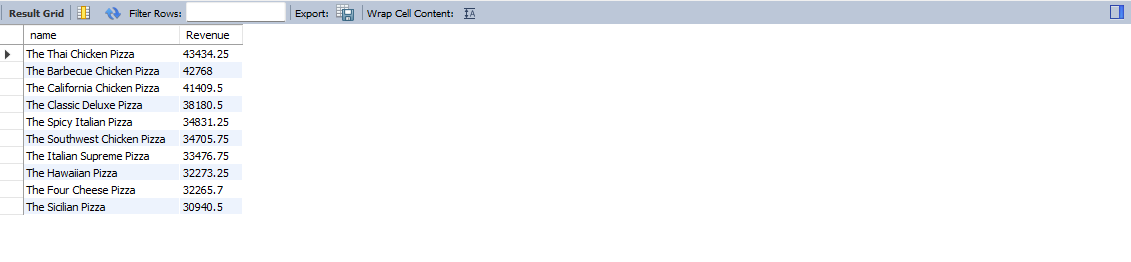 Result Grid Filter Rows: Export: Wrap Cell Content:
name Revenue
The Thai Chicken Pizza 43434.25
The Barbecue Chicken Pizza 42768
The California Chicken Pizza 41409.5
The Classic Deluxe Pizza 38180.5
The Spicy Italian Pizza 34831.25
The Southwest Chicken Pizza 34705.75
The Italian Supreme Pizza 33476.75
The Hawaiian Pizza 32273.25
The Four Cheese Pizza 32265.7
The Sicilian Pizza 30940.5